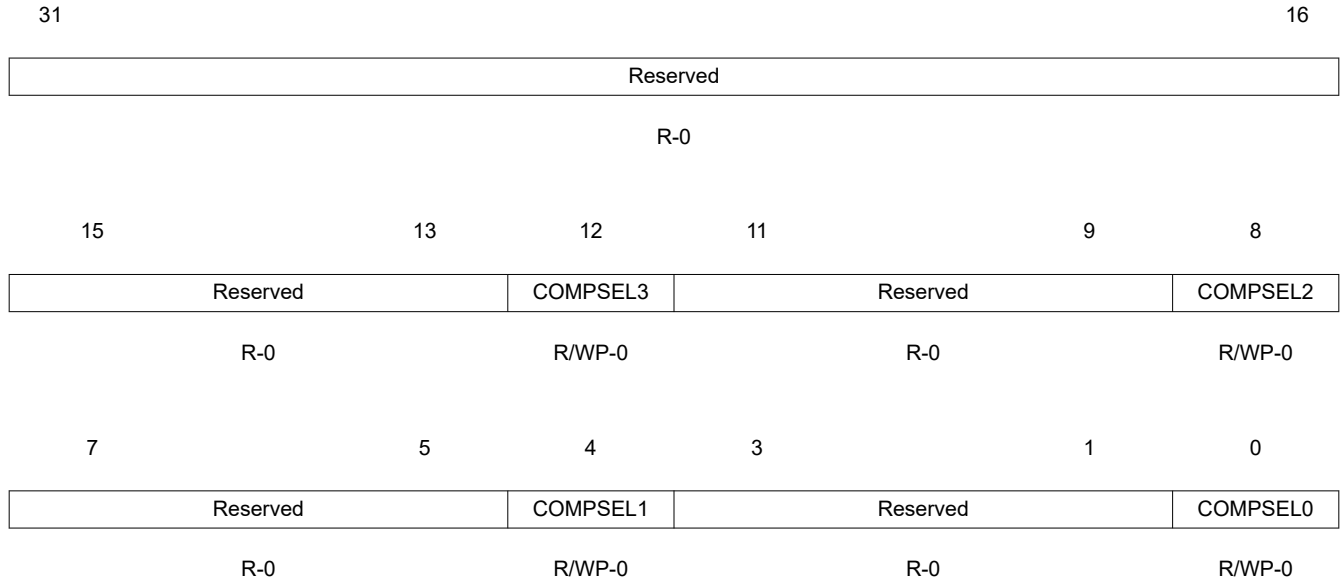 31 16
Reserved
R-0
15 13 12 11 9 8
Reserved COMPSEL3 Reserved COMPSEL2
R-0 R/WP-0 R-0 R/WP-0
7 5 4 3 1 0
Reserved COMPSEL1 Reserved COMPSEL0
R-0 R/WP-0 R-0 R/WP-0